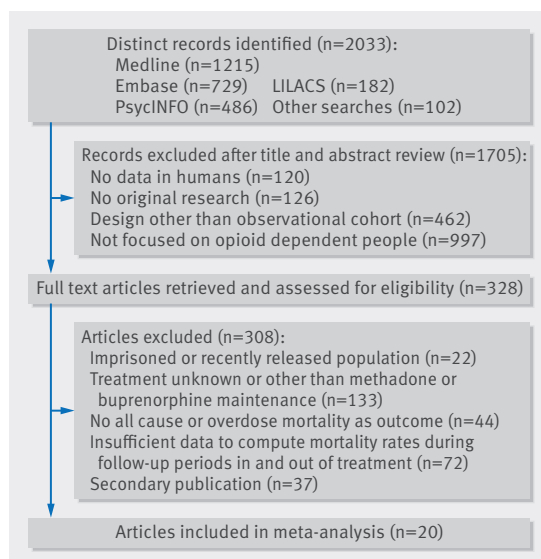 Distinct records identified (n=2033):
Medline (n=1215)
Embase (n=729) LILACS (n=182)
PsycINFO (n=486) Other searches (n=102)
Records excluded after title and abstract review (n=1705):
No data in humans (n=120)
No original research (n=126)
Design other than observational cohort (n=462)
Not focused on opioid dependent people (n=997)
Full text articles retrieved and assessed for eligibility (n=328)
Articles excluded (n=308):
Imprisoned or recently released population (n=22)
Treatment unknown or other than methadone or
buprenorphine maintenance (n=133)
No all cause or overdose mortality as outcome (n=44)
Insufficient data to compute mortality rates during
follow-up periods in and out of treatment (n=72)
Secondary publication (n=37)
Articles included in meta-analysis (n=20)